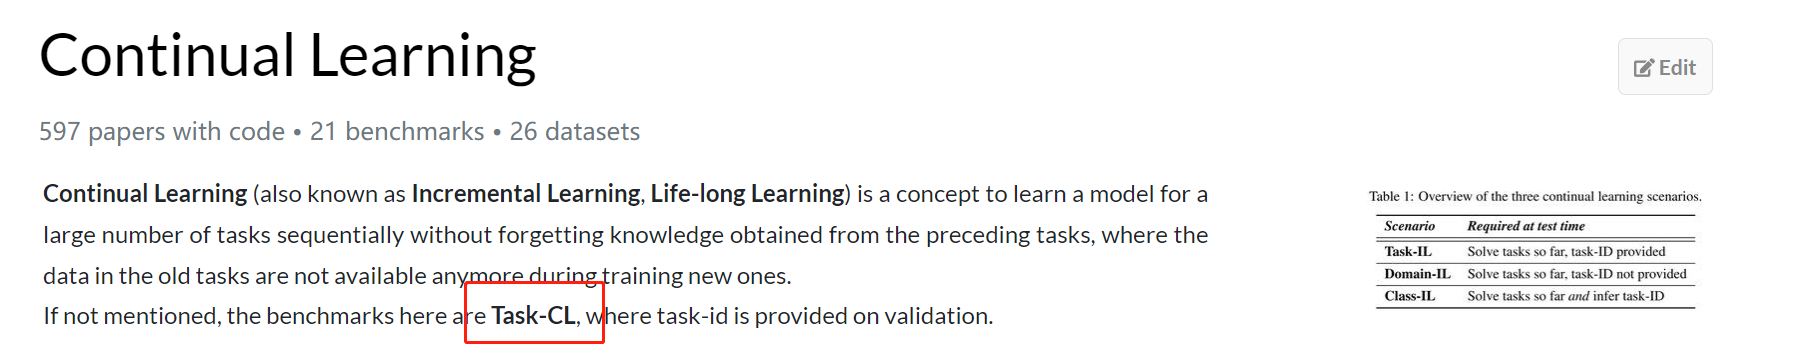 Continual Learning
Edit
597 papers with code • 21 benchmarks • 26 datasets
Continual Learning (also known as Incremental Learning, Life-long Learning) is a concept to learn a model for a
large number of tasks sequentially without forgetting knowledge obtained from the preceding tasks, where the
data in the old tasks are not available anymore during training new ones.
If not mentioned, the benchmarks here are Task-CL, where task-id is provided on validation.
Table 1: Overview of the three continual learning scenarios.
Scenario Required at test time
Task-IL Solve tasks so far, task-ID provided
Domain-IL Solve tasks so far, task-ID not provided
Class-IL Solve tasks so far and infer task-ID